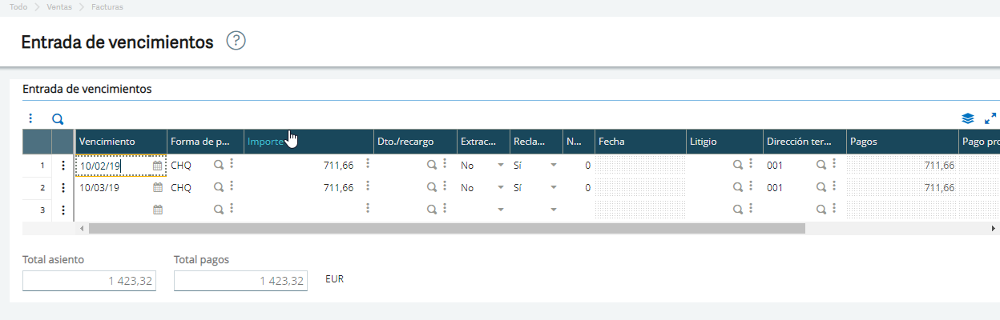 Todo Ventas Facturas
Entrada de vencimientos ?
Entrada de vencimientos
Vencimiento Forma de p... Importe Dto./recargo Extrac... Recla... N... Fecha Litigio Dirección ter... Pagos Pago pro
1 10/02/19 CHQ 711,66 No Sí 0 001 711,66
2 10/03/19 CHQ 711,66 No Sí 0 001 711,66
3
Total asiento Total pagos
1 423,32 1 423,32 EUR